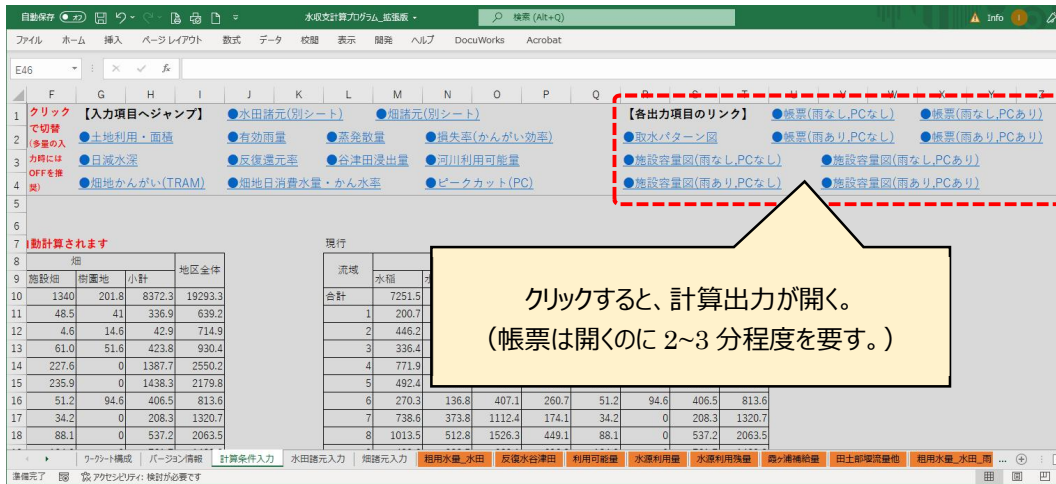 自動保存 オフ 水収支計算プログラム_拡張版 検索 (Alt+Q) Info
ファイル ホーム 挿入 ページ レイアウト 数式 データ 校閲 表示 開発 ヘルプ DocuWorks Acrobat
E46 fx
F G H I J K L M N O P Q
1 クリック 【入力項目へジャンプ】 ●水田諸元(別シート) ●畑諸元(別シート) 【各出力項目のリンク】 ●帳票(雨なし,PCなし) ●帳票(雨なし,PCあり)
2 で切替 (多量の入 ●土地利用・面積 ●有効雨量 ●蒸発散量 ●損失率(かんがい効率) ●取水パターン図 ●帳票(雨あり,PCなし) ●帳票(雨あり,PCあり)
3 力時には ●日減水深 ●反復還元率 ●谷津田浸出量 ●河川利用可能量 ●施設容量図(雨なし,PCなし) ●施設容量図(雨なし,PCあり)
4 OFFを推奨) ●畑地かんがい(TRAM) ●畑地日消費水量・かん水率 ●ピークカット(PC) ●施設容量図(雨あり,PCなし) ●施設容量図(雨あり,PCあり)
5
6
7 動計算されます 現行
8 畑 地区全体 流域
9 施設畑 樹園地 小計 水稲
10 1340 201.8 8372.3 19293.3 合計 7251.5
11 48.5 41 336.9 639.2 1 200.7
12 4.6 14.6 42.9 714.9 2 446.2
13 61.0 51.6 423.8 930.4 3 336.4
14 227.6 0 1387.7 2550.2 4 771.9
15 235.9 0 1438.3 2179.8 5 492.4
16 51.2 94.6 406.5 813.6 6 270.3 136.8 407.1 260.7 51.2 94.6 406.5 813.6
17 34.2 0 208.3 1320.7 7 738.6 373.8 1112.4 174.1 34.2 0 208.3 1320.7
18 88.1 0 537.2 2063.5 8 1013.5 512.8 1526.3 449.1 88.1 0 537.2 2063.5
クリックすると、計算出力が開く。
（帳票は開くのに 2~3 分程度を要す。）
ワークシート構成 バージョン情報 計算条件入力 水田諸元入力 畑諸元入力 粗用水量_水田 反復水谷津田 利用可能量 水源利用量 水源利用残量 田土部堰流量他 粗用水量_水田_雨 ...
準備完了 アクセシビリティ: 検討が必要です